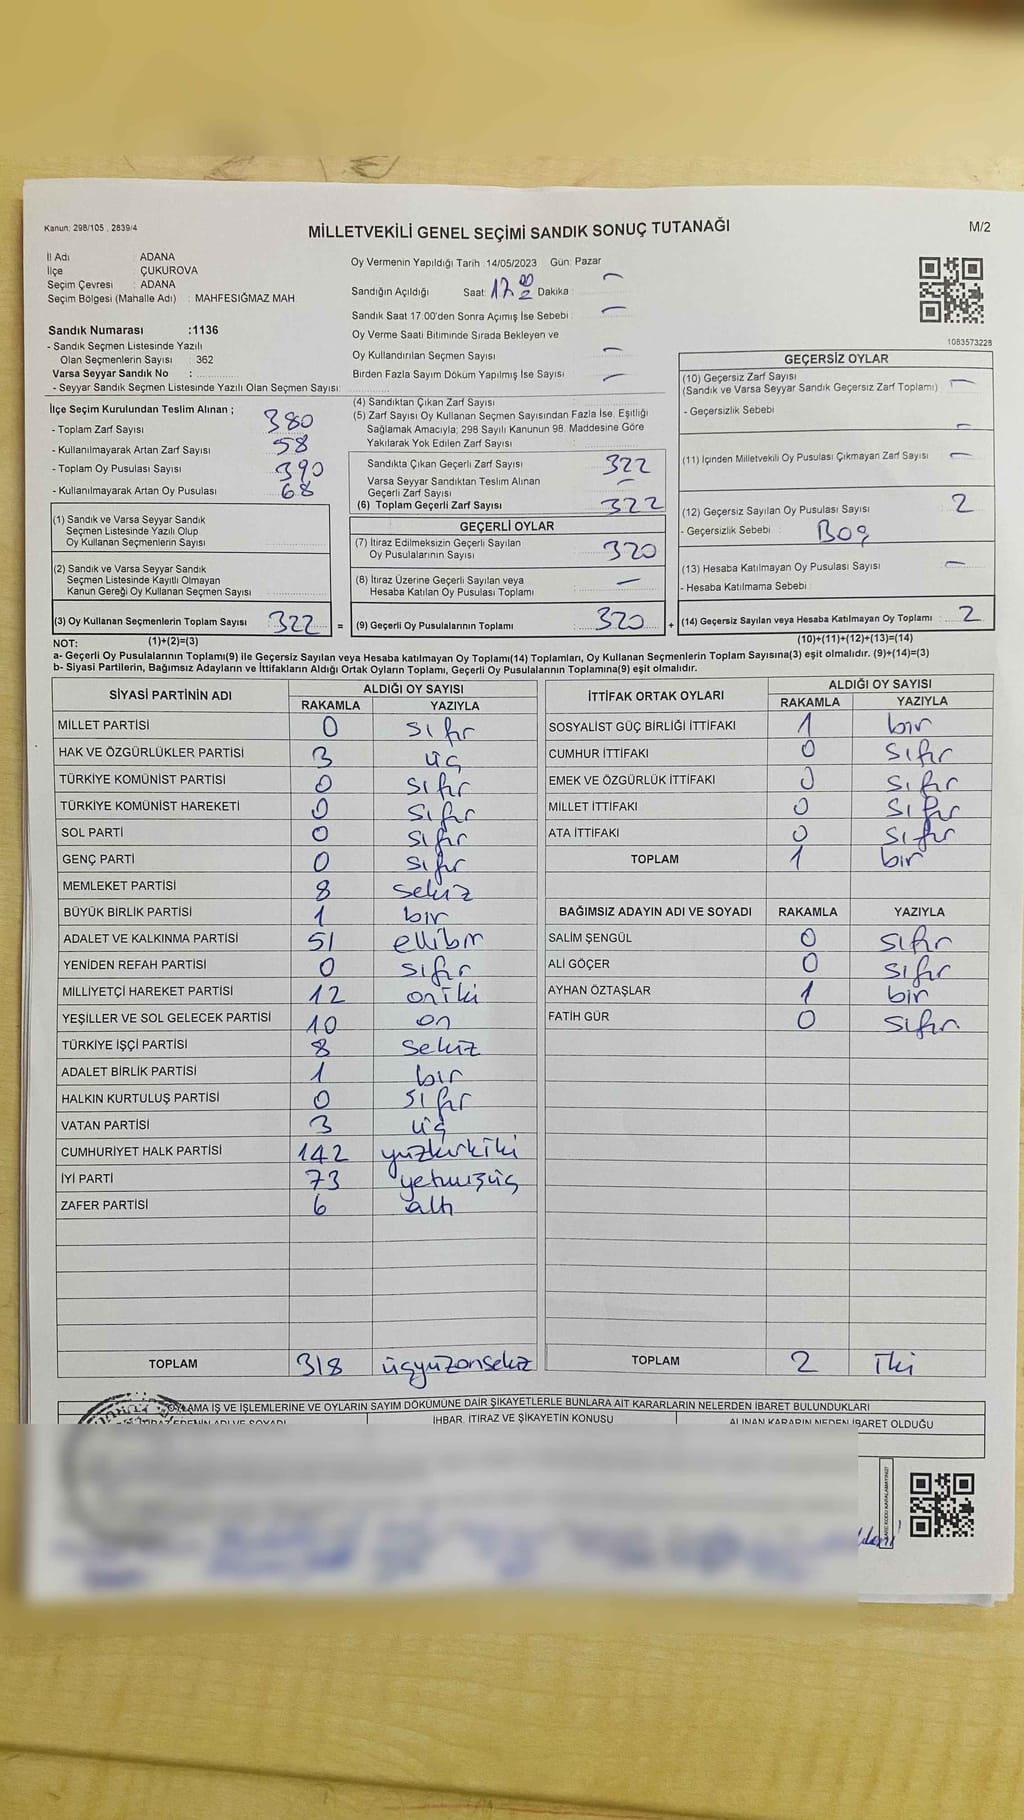 Kanun: 298/105 , 2839/4
MİLLETVEKİLİ GENEL SEÇİMİ SANDIK SONUÇ TUTANAĞI
M/2
İl Adı : ADANA
İlçe : ÇUKUROVA
Seçim Çevresi : ADANA
Seçim Bölgesi (Mahalle Adı) : MAHFESIĞMAZ MAH
Sandık Numarası :1136
- Sandık Seçmen Listesinde Yazılı
Olan Seçmenlerin Sayısı : 362
Varsa Seyyar Sandık No :
- Seyyar Sandık Seçmen Listesinde Yazılı Olan Seçmen Sayısı:
Oy Vermenin Yapıldığı Tarih :14/05/2023 Gün: Pazar
Sandığın Açıldığı Saat: 17.00 Dakika : —
Sandık Saat 17.00'den Sonra Açılmış İse Sebebi : —
Oy Verme Saati Bitiminde Sırada Bekleyen ve
Oy Kullandırılan Seçmen Sayısı —
Birden Fazla Sayım Döküm Yapılmış İse Sayısı —
1083573228
İlçe Seçim Kurulundan Teslim Alınan ;
- Toplam Zarf Sayısı 380
- Kullanılmayarak Artan Zarf Sayısı 58
- Toplam Oy Pusulası Sayısı 390
- Kullanılmayarak Artan Oy Pusulası 68
(1) Sandık ve Varsa Seyyar Sandık
Seçmen Listesinde Yazılı Olup
Oy Kullanan Seçmenlerin Sayısı
(2) Sandık ve Varsa Seyyar Sandık
Seçmen Listesinde Kayıtlı Olmayan
Kanun Gereği Oy Kullanan Seçmen Sayısı
(3) Oy Kullanan Seçmenlerin Toplam Sayısı 322 =
(4) Sandıktan Çıkan Zarf Sayısı
(5) Zarf Sayısı Oy Kullanan Seçmen Sayısından Fazla İse, Eşitliği
Sağlamak Amacıyla; 298 Sayılı Kanunun 98. Maddesine Göre
Yakılarak Yok Edilen Zarf Sayısı
Sandıkta Çıkan Geçerli Zarf Sayısı 322
Varsa Seyyar Sandıktan Teslim Alınan
Geçerli Zarf Sayısı —
(6) Toplam Geçerli Zarf Sayısı 322
GEÇERLİ OYLAR
(7) İtiraz Edilmeksizin Geçerli Sayılan
Oy Pusulalarının Sayısı 320
(8) İtiraz Üzerine Geçerli Sayılan veya
Hesaba Katılan Oy Pusulası Toplamı —
(9) Geçerli Oy Pusulalarının Toplamı 320 +
GEÇERSİZ OYLAR
(10) Geçersiz Zarf Sayısı
(Sandık ve Varsa Seyyar Sandık Geçersiz Zarf Toplamı) —
- Geçersizlik Sebebi —
(11) İçinden Milletvekili Oy Pusulası Çıkmayan Zarf Sayısı —
(12) Geçersiz Sayılan Oy Pusulası Sayısı 2
- Geçersizlik Sebebi : Boş
(13) Hesaba Katılmayan Oy Pusulası Sayısı —
- Hesaba Katılmama Sebebi :
(14) Geçersiz Sayılan veya Hesaba Katılmayan Oy Toplamı 2
NOT: (1)+(2)=(3) (10)+(11)+(12)+(13)=(14)
a- Geçerli Oy Pusulalarının Toplamı(9) ile Geçersiz Sayılan veya Hesaba katılmayan Oy Toplamı(14) Toplamları, Oy Kullanan Seçmenlerin Toplam Sayısına(3) eşit olmalıdır. (9)+(14)=(3)
b- Siyasi Partilerin, Bağımsız Adayların ve İttifakların Aldığı Ortak Oyların Toplamı, Geçerli Oy Pusulalarının Toplamına(9) eşit olmalıdır.
SİYASİ PARTİNİN ADI ALDIĞI OY SAYISI
RAKAMLA YAZIYLA
MİLLET PARTİSİ 0 sıfır
HAK VE ÖZGÜRLÜKLER PARTİSİ 3 üç
TÜRKİYE KOMÜNİST PARTİSİ 0 sıfır
TÜRKİYE KOMÜNİST HAREKETİ 0 sıfır
SOL PARTİ 0 sıfır
GENÇ PARTİ 0 sıfır
MEMLEKET PARTİSİ 8 sekiz
BÜYÜK BİRLİK PARTİSİ 1 bir
ADALET VE KALKINMA PARTİSİ 51 ellibir
YENİDEN REFAH PARTİSİ 0 sıfır
MİLLİYETÇİ HAREKET PARTİSİ 12 oniki
YEŞİLLER VE SOL GELECEK PARTİSİ 10 on
TÜRKİYE İŞÇİ PARTİSİ 8 sekiz
ADALET BİRLİK PARTİSİ 1 bir
HALKIN KURTULUŞ PARTİSİ 0 sıfır
VATAN PARTİSİ 3 üç
CUMHURİYET HALK PARTİSİ 142 yüzkırkiki
İYİ PARTİ 73 yetmişüç
ZAFER PARTİSİ 6 altı
TOPLAM 318 üçyüzonsekiz
İTTİFAK ORTAK OYLARI ALDIĞI OY SAYISI
RAKAMLA YAZIYLA
SOSYALİST GÜÇ BİRLİĞİ İTTİFAKI 1 bir
CUMHUR İTTİFAKI 0 sıfır
EMEK VE ÖZGÜRLÜK İTTİFAKI 0 sıfır
MİLLET İTTİFAKI 0 sıfır
ATA İTTİFAKI 0 sıfır
TOPLAM 1 bir
BAĞIMSIZ ADAYIN ADI VE SOYADI RAKAMLA YAZIYLA
SALİM ŞENGÜL 0 sıfır
ALİ GÖÇER 0 sıfır
AYHAN ÖZTAŞLAR 1 bir
FATİH GÜR 0 sıfır
TOPLAM 2 iki
OYLAMA İŞ VE İŞLEMLERİNE VE OYLARIN SAYIM DÖKÜMÜNE DAİR ŞİKAYETLERLE BUNLARA AİT KARARLARIN NELERDEN İBARET BULUNDUKLARI
İHBAR, İTİRAZ VE ŞİKAYETİN KONUSU
ALINAN KARARIN NEDEN İBARET OLDUĞU